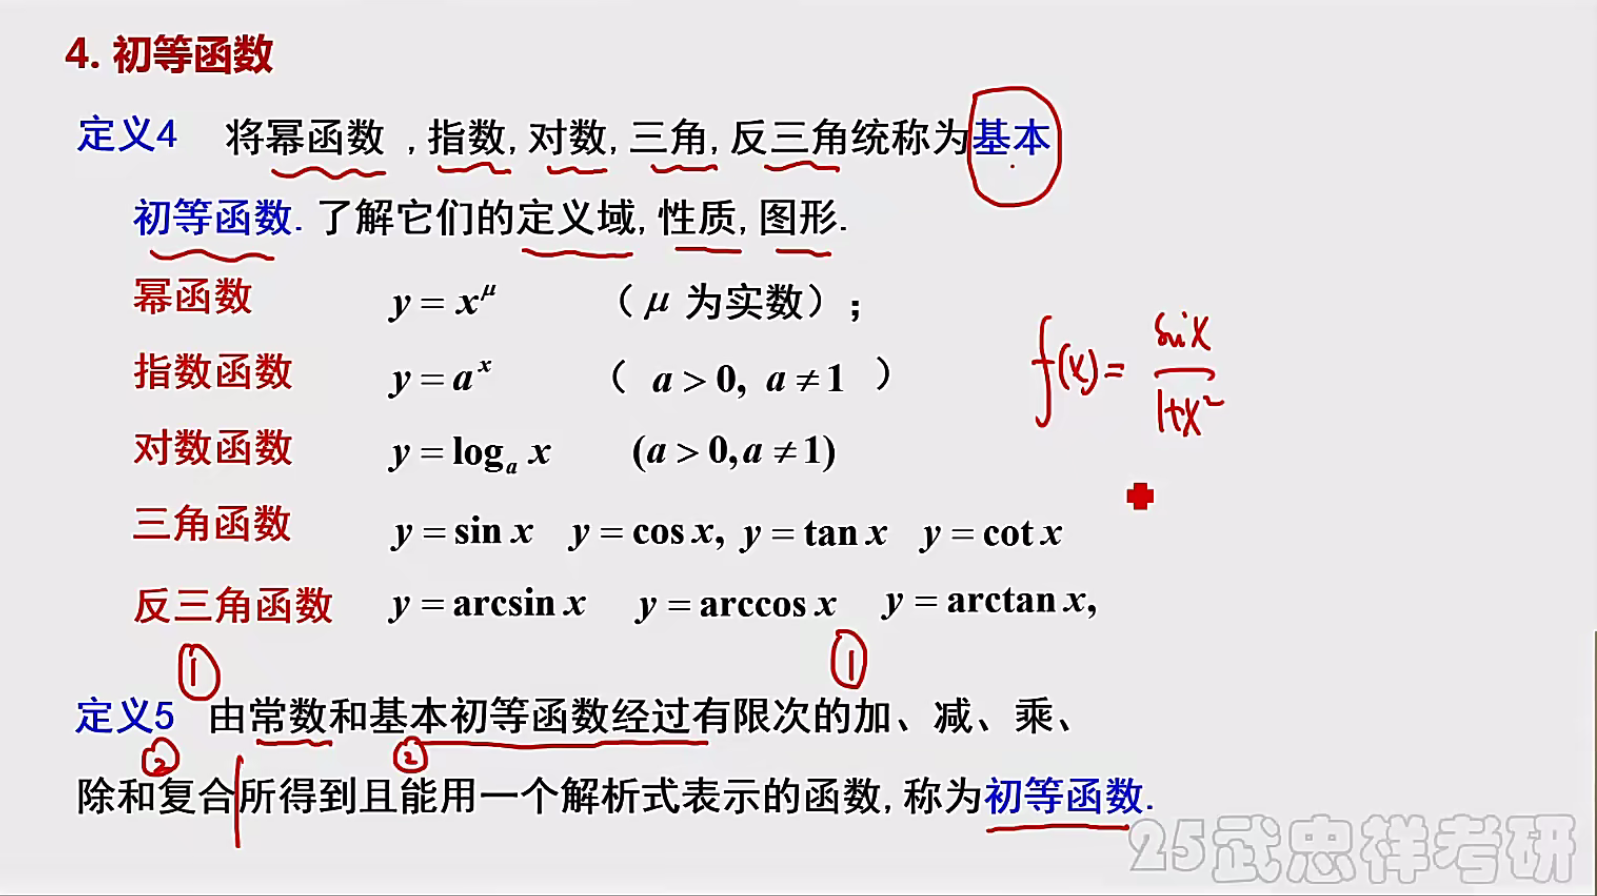 4. 初等函数
定义4 将幂函数 , 指数, 对数, 三角, 反三角统称为基本
初等函数. 了解它们的定义域, 性质, 图形.
幂函数 y = x^μ （ μ 为实数）;
指数函数 y = a^x （ a > 0, a ≠ 1 ）
f(x) = sinx / 1+x²
对数函数 y = log_a x (a > 0, a ≠ 1)
三角函数 y = sin x y = cos x, y = tan x y = cot x
反三角函数 y = arcsin x y = arccos x y = arctan x,
① ①
定义5 由常数和基本初等函数经过有限次的加、减、乘、
② ②
除和复合所得到且能用一个解析式表示的函数, 称为初等函数.
25武忠祥考研